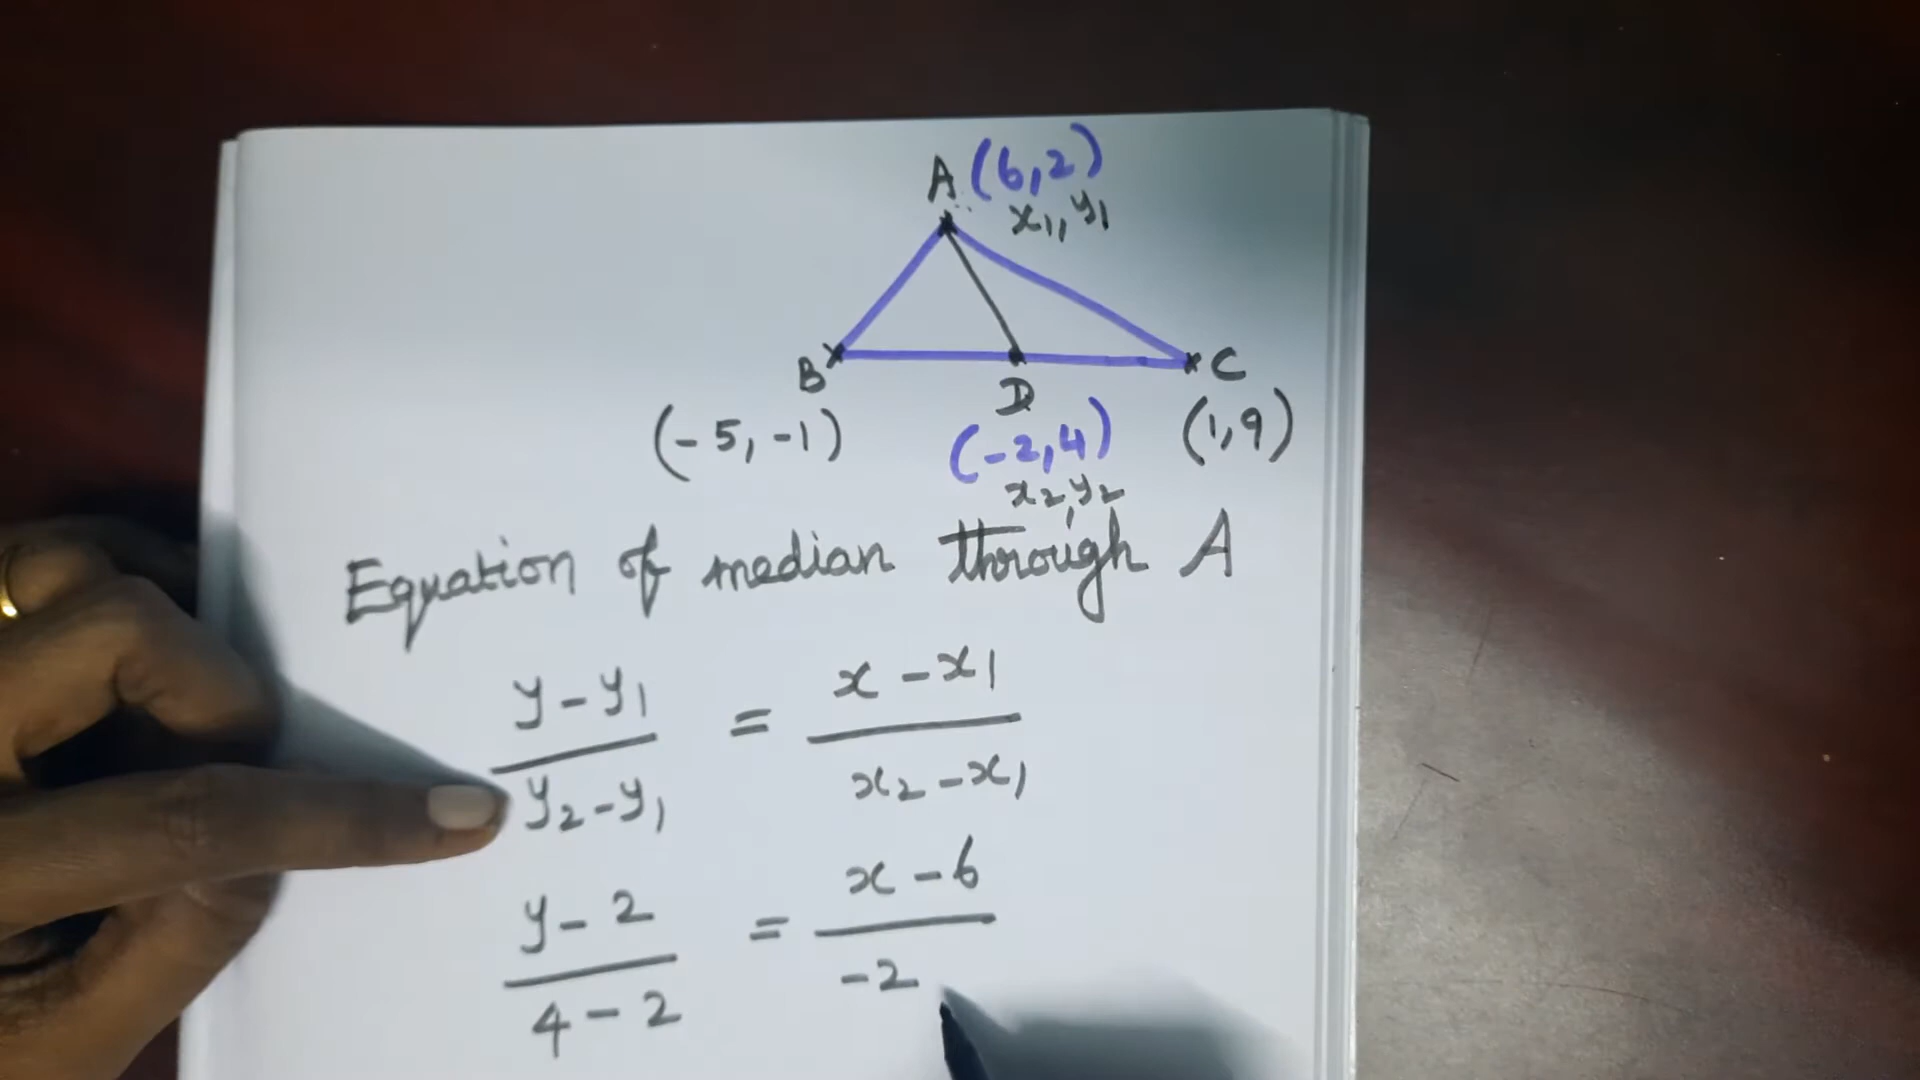 A (6,2)
x1, y1
B
D
C
(-5, -1)
(-2,4)
(1,9)
x2, y2
Equation of median through A
y - y1 = x - x1
y2 - y1 x2 - x1
y - 2 = x - 6
4 - 2 -2